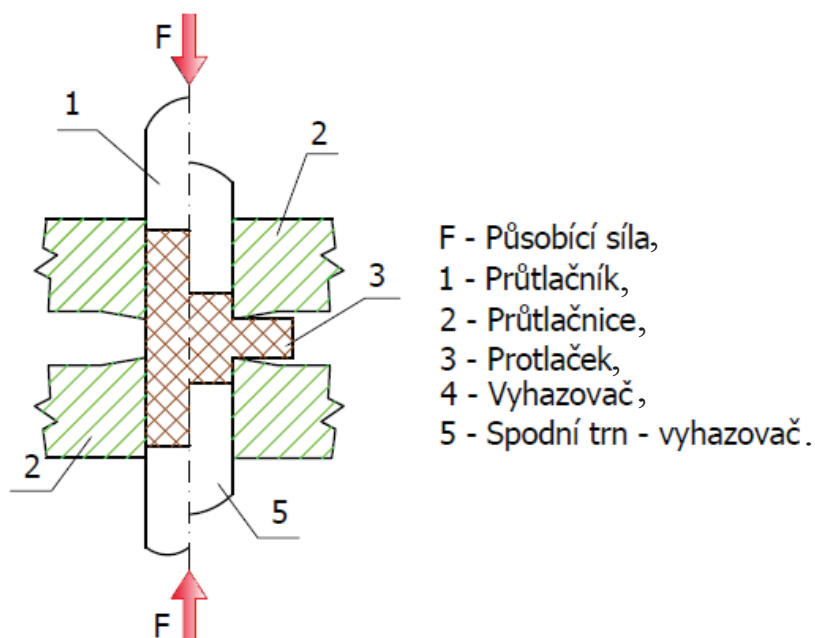 F
1
2
3
2
5
F
F - Působící síla,
1 - Průtlačník,
2 - Průtlačnice,
3 - Protlaček,
4 - Vyhazovač,
5 - Spodní trn - vyhazovač.